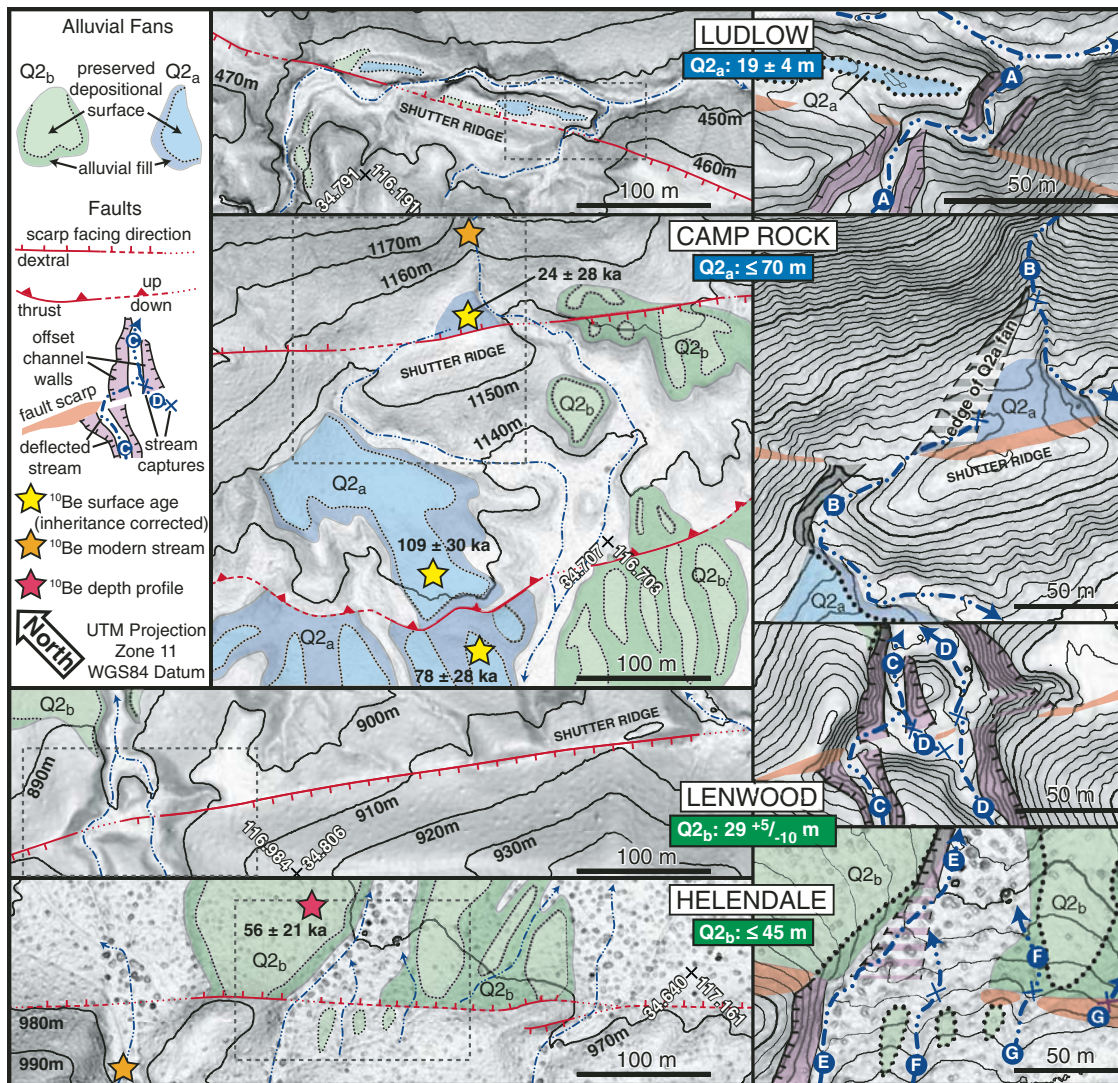 Alluvial Fans
Q2b
preserved
depositional
surface
Q2a
alluvial fill
Faults
scarp facing direction
dextral
thrust
up
down
offset
channel
walls
C
D
fault scarp
deflected
stream
C
stream
captures
10Be surface age
(inheritance corrected)
10Be modern stream
10Be depth profile
North
UTM Projection
Zone 11
WGS84 Datum
LUDLOW
Q2a: 19 ± 4 m
470m
SHUTTER RIDGE
450m
460m
34.791
116.191
100 m
Q2a
A
A
50 m
CAMP ROCK
Q2a: ≤ 70 m
1170m
1160m
24 ± 28 ka
SHUTTER RIDGE
Q2b
1150m
Q2b
1140m
Q2a
109 ± 30 ka
34.707
116.703
Q2b
Q2a
78 ± 28 ka
100 m
B
edge of Q2a fan
Q2a
SHUTTER RIDGE
B
Q2a
50 m
Q2b
900m
SHUTTER RIDGE
890m
910m
LENWOOD
Q2b: 29 +5/-10 m
116.984
34.806
920m
930m
100 m
C
D
D
C
D
50 m
HELENDALE
Q2b: ≤ 45 m
56 ± 21 ka
Q2b
Q2b
34.640
117.161
980m
990m
970m
100 m
Q2b
E
Q2b
F
G
E
F
G
50 m